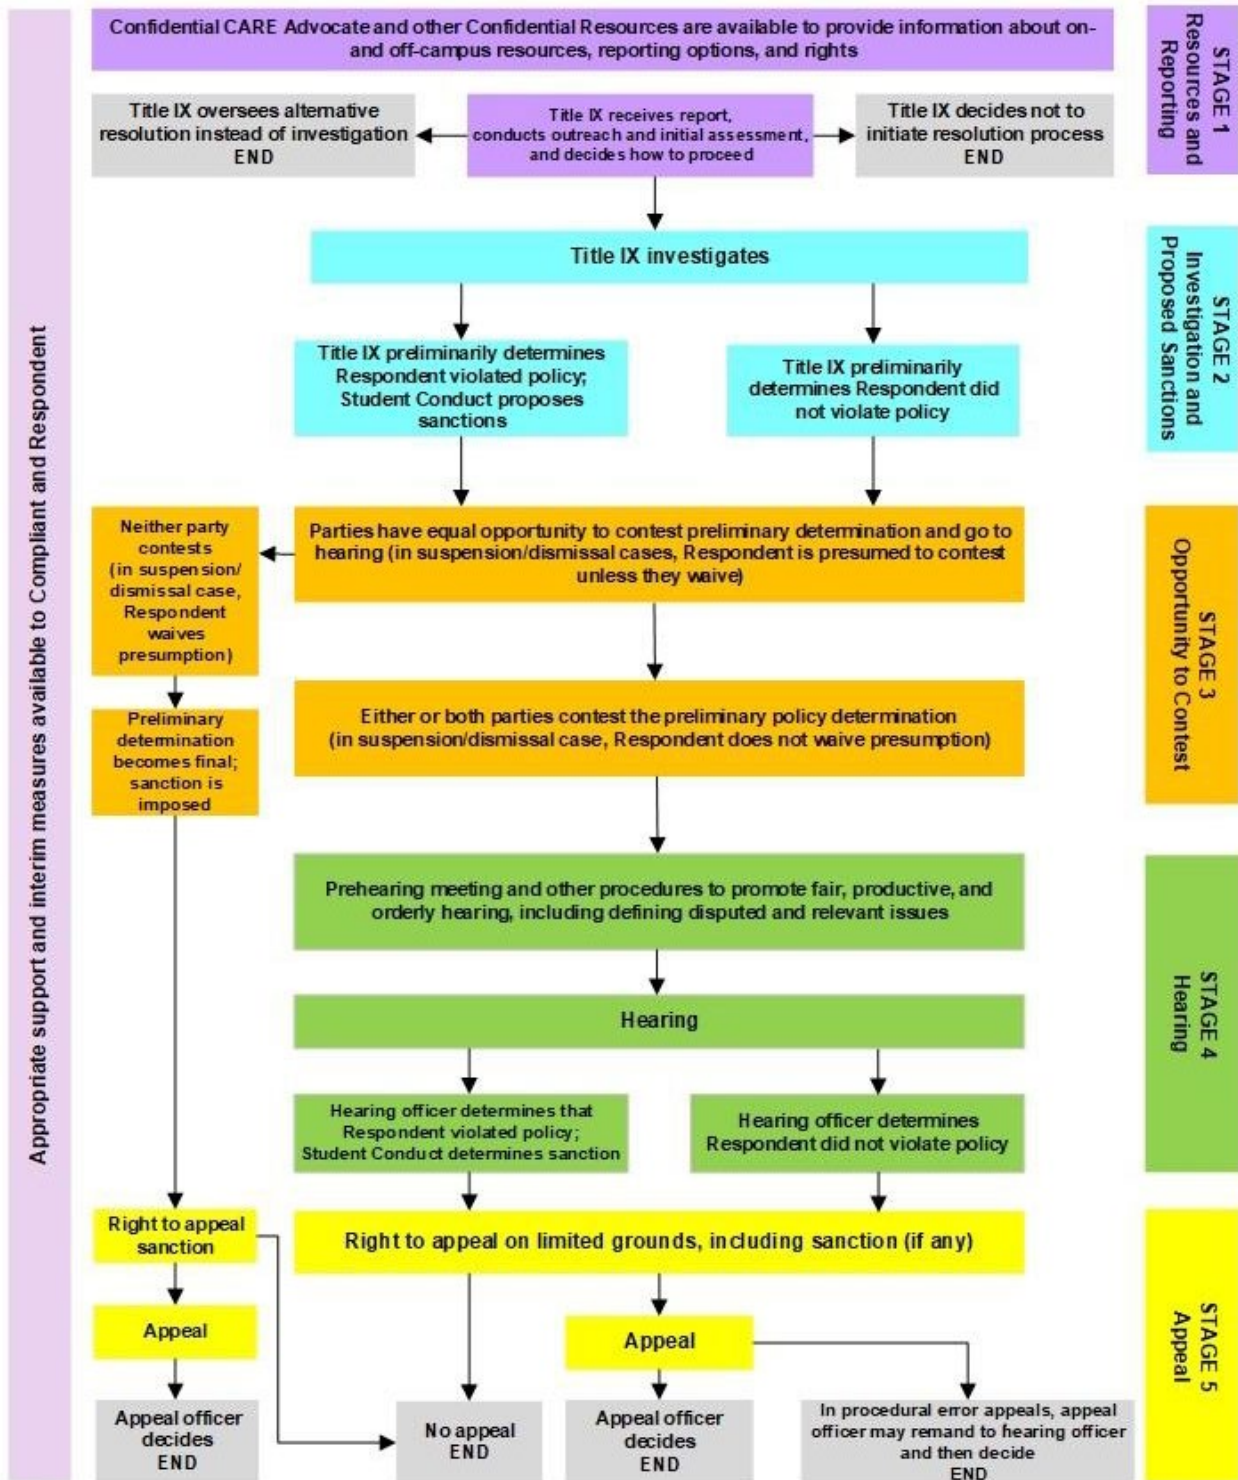 Confidential CARE Advocate and other Confidential Resources are available to provide information about on-
and off-campus resources, reporting options, and rights
STAGE 1
Resources and
Reporting
Title IX oversees alternative
resolution instead of investigation
END
Title IX receives report,
conducts outreach and initial assessment,
and decides how to proceed
Title IX decides not to
initiate resolution process
END
Appropriate support and interim measures available to Compliant and Respondent
Title IX investigates
STAGE 2
Investigation and
Proposed Sanctions
Title IX preliminarily determines
Respondent violated policy;
Student Conduct proposes
sanctions
Title IX preliminarily
determines Respondent did
not violate policy
Neither party
contests
(in suspension/
dismissal case,
Respondent
waives
presumption)
Parties have equal opportunity to contest preliminary determination and go to
hearing (in suspension/dismissal cases, Respondent is presumed to contest
unless they waive)
STAGE 3
Opportunity to Contest
Preliminary
determination
becomes final;
sanction is
imposed
Either or both parties contest the preliminary policy determination
(in suspension/dismissal case, Respondent does not waive presumption)
Prehearing meeting and other procedures to promote fair, productive, and
orderly hearing, including defining disputed and relevant issues
STAGE 4
Hearing
Hearing
Hearing officer determines that
Respondent violated policy;
Student Conduct determines sanction
Hearing officer determines
Respondent did not violate policy
Right to appeal
sanction
Right to appeal on limited grounds, including sanction (if any)
STAGE 5
Appeal
Appeal
Appeal
Appeal officer
decides
END
No appeal
END
Appeal officer
decides
END
In procedural error appeals, appeal
officer may remand to hearing officer
and then decide
END